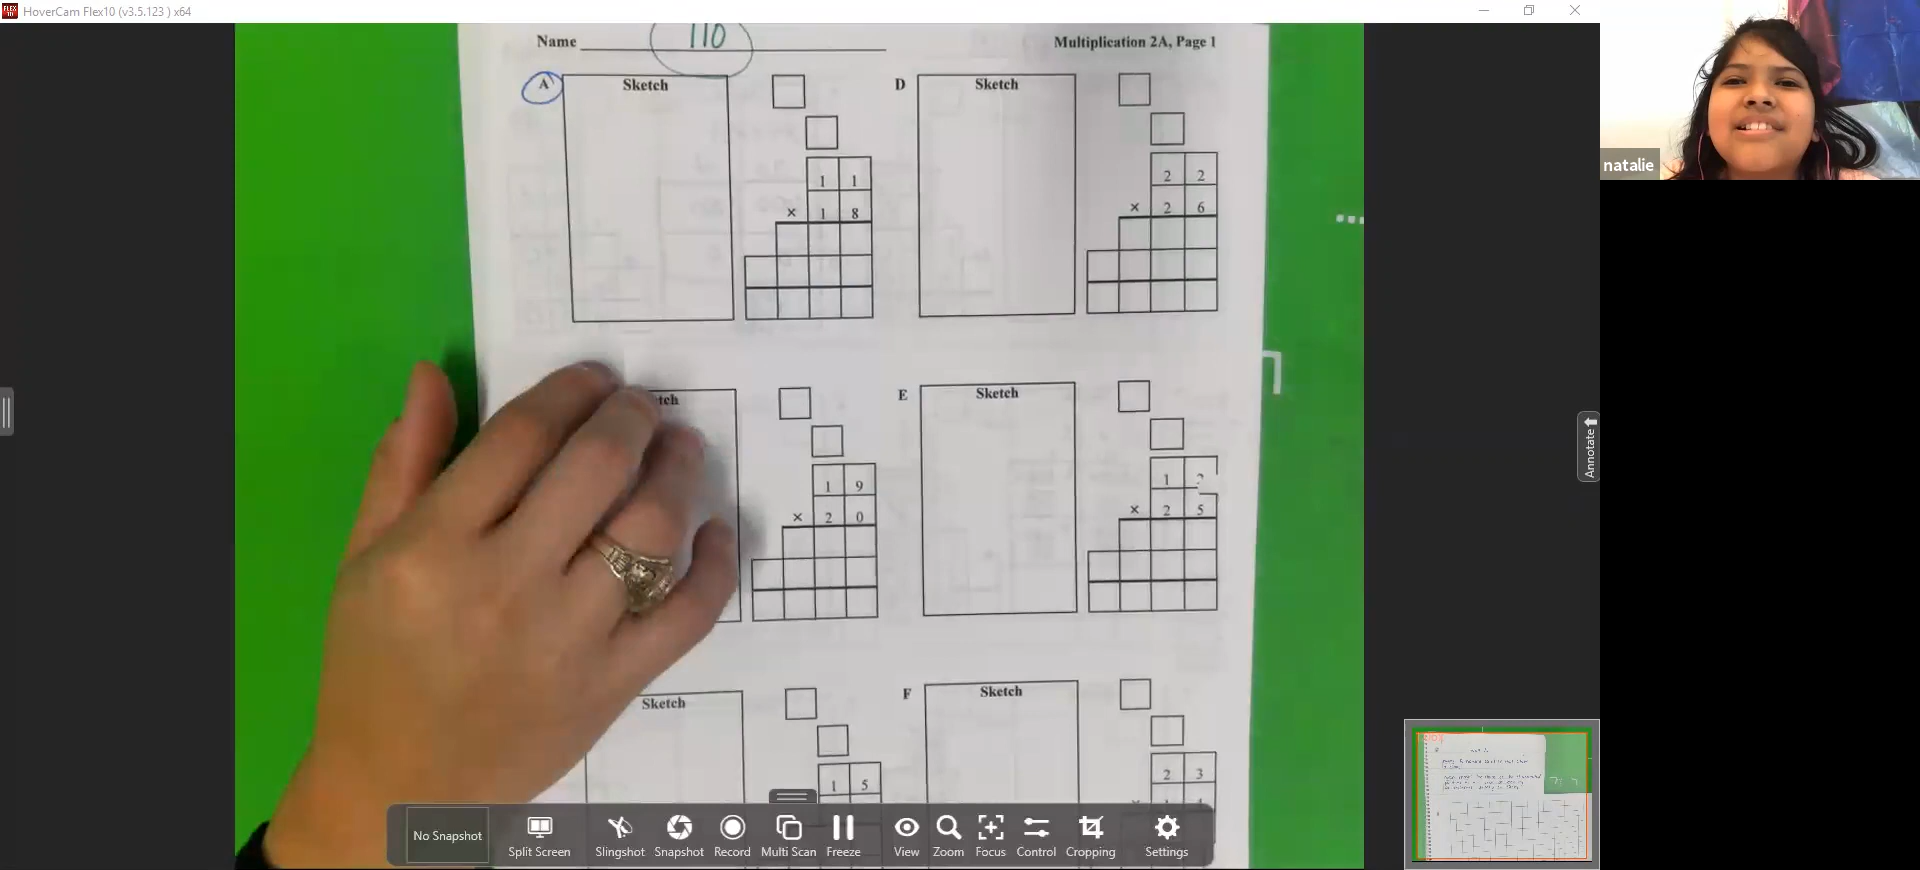 HoverCam Flex10 (v3.5.123) x64
Name 110 Multiplication 2A, Page 1
A Sketch
1 1
× 1 8
D Sketch
2 2
× 2 6
tch
1 9
× 2 0
E Sketch
1 2
× 2 5
Sketch
1 5
F Sketch
2 3
natalie
Annotate
No Snapshot
Split Screen
Slingshot
Snapshot
Record
Multi Scan
Freeze
View
Zoom
Focus
Control
Cropping
Settings